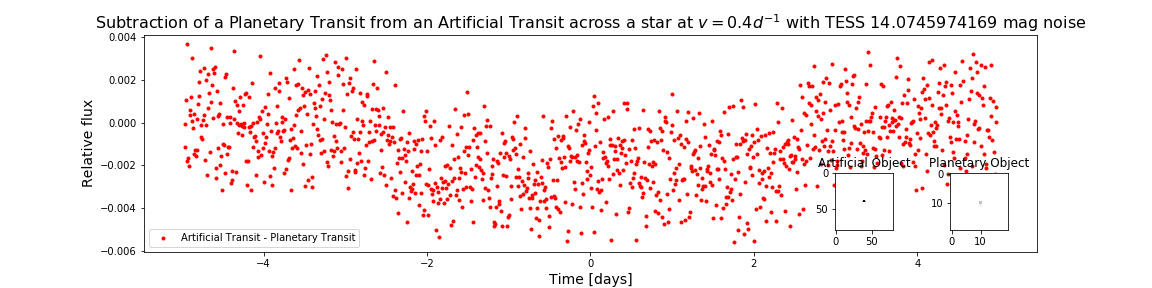 Subtraction of a Planetary Transit from an Artificial Transit across a star at v = 0.4d⁻¹ with TESS 14.0745974169 mag noise
Relative flux
0.004
0.002
0.000
−0.002
−0.004
−0.006
Artificial Object
0
50
0 50
Planetary Object
0
10
0 10
Artificial Transit - Planetary Transit
−4 −2 0 2 4
Time [days]